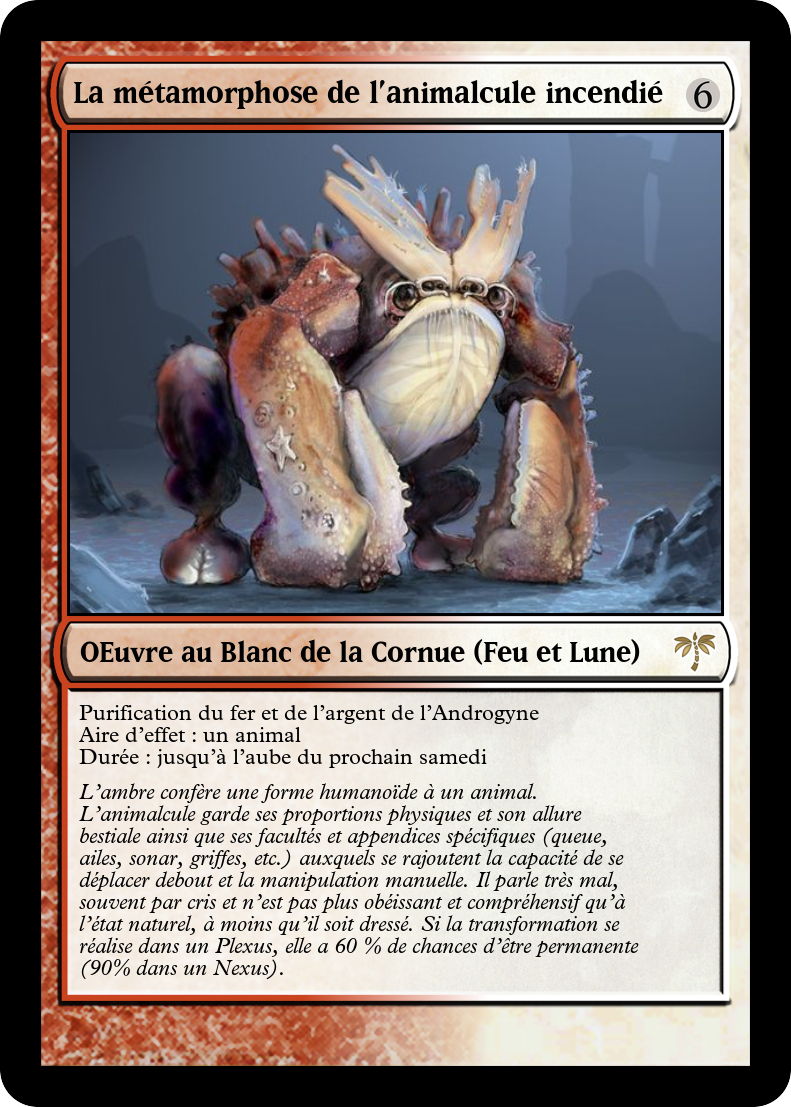 La métamorphose de l'animalcule incendié 6
OEuvre au Blanc de la Cornue (Feu et Lune)
Purification du fer et de l'argent de l'Androgyne
Aire d'effet : un animal
Durée : jusqu'à l'aube du prochain samedi
L'ambre confère une forme humanoïde à un animal.
L'animalcule garde ses proportions physiques et son allure
bestiale ainsi que ses facultés et appendices spécifiques (queue,
ailes, sonar, griffes, etc.) auxquels se rajoutent la capacité de se
déplacer debout et la manipulation manuelle. Il parle très mal,
souvent par cris et n'est pas plus obéissant et compréhensif qu'à
l'état naturel, à moins qu'il soit dressé. Si la transformation se
réalise dans un Plexus, elle a 60 % de chances d'être permanente
(90% dans un Nexus).